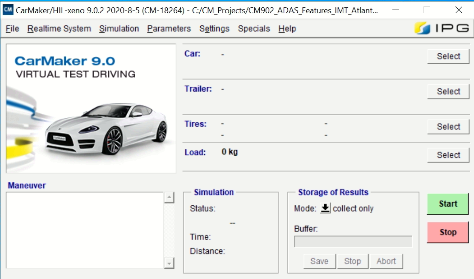 CM CarMaker/HIL -xeno 9.0.2 2020-8-5 (CM-18264) - C:/CM_Projects/CM902_ADAS_Features_IMT_Atlant...
File Realtime System Simulation Parameters Settings Specials Help
IPG
CarMaker 9.0
VIRTUAL TEST DRIVING
Car: - Select
Trailer: - Select
Tires: - -
- - Select
Load: 0 kg Select
Maneuver
Simulation
Status:
--
Time:
Distance:
Storage of Results
Mode: collect only
Buffer:
Save Stop Abort
Start
Stop